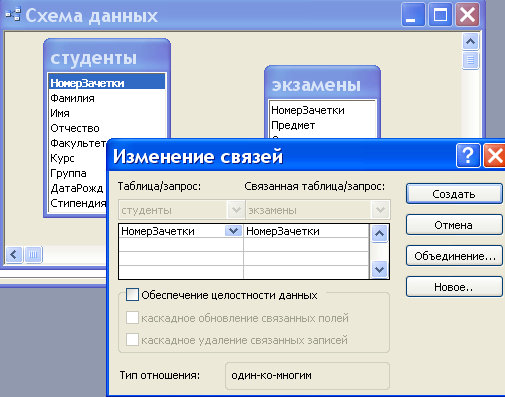 Схема данных
студенты
НомерЗачетки
Фамилия
Имя
Отчество
Факультет
Курс
Группа
ДатаРожд
Стипендия
экзамены
НомерЗачетки
Предмет
Изменение связей
Таблица/запрос:
Связанная таблица/запрос:
студенты
экзамены
НомерЗачетки
НомерЗачетки
Обеспечение целостности данных
каскадное обновление связанных полей
каскадное удаление связанных записей
Тип отношения:
один-ко-многим
Создать
Отмена
Объединение...
Новое..